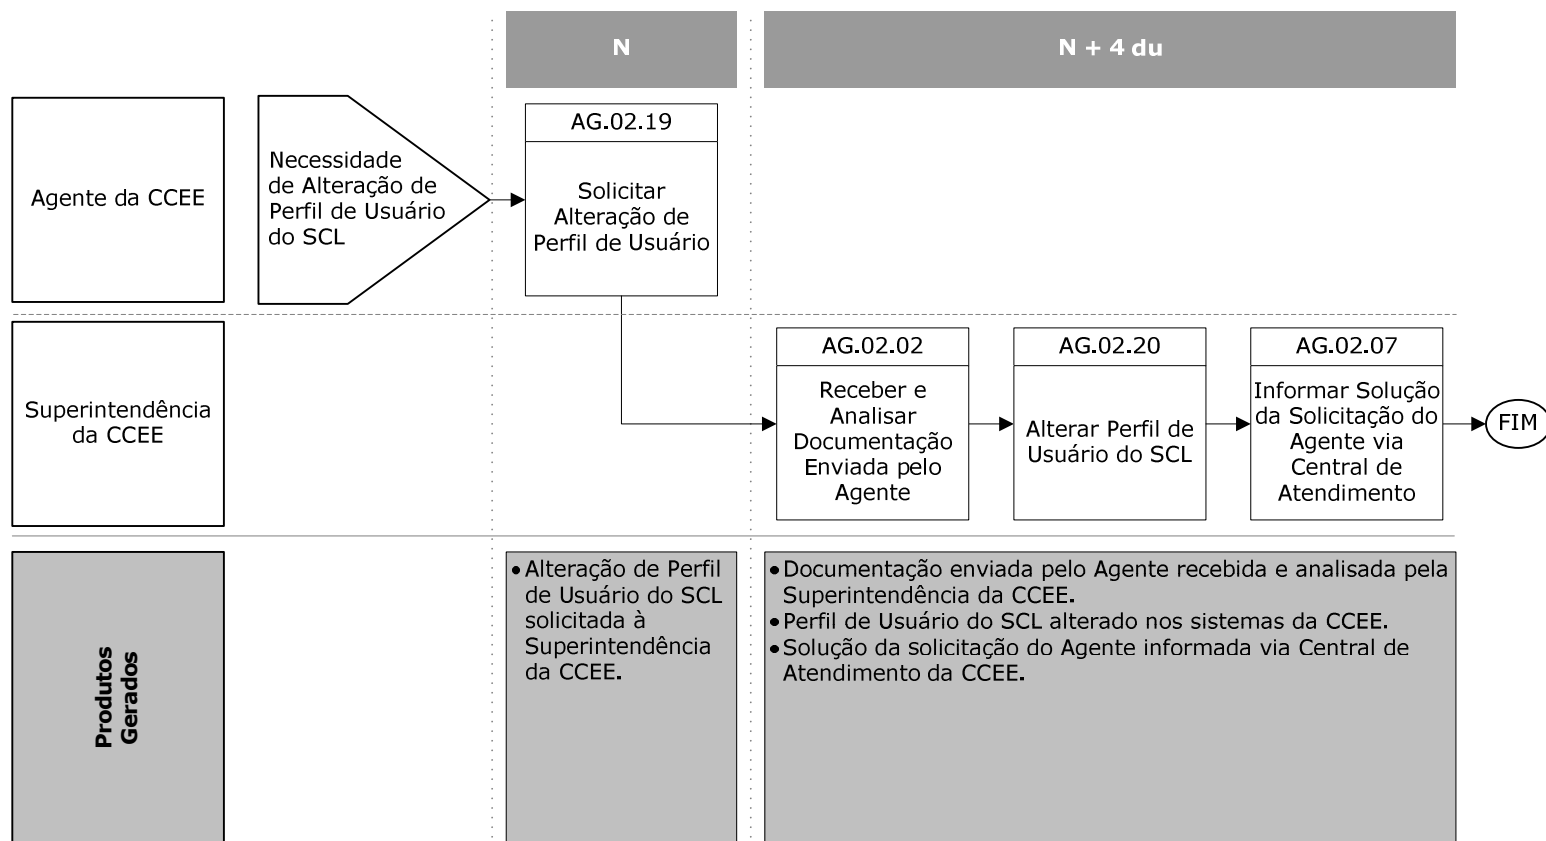 N
N + 4 du
Agente da CCEE
Necessidade
de Alteração de
Perfil de Usuário
do SCL
AG.02.19
Solicitar
Alteração de
Perfil de Usuário
Superintendência
da CCEE
AG.02.02
Receber e
Analisar
Documentação
Enviada pelo
Agente
AG.02.20
Alterar Perfil de
Usuário do SCL
AG.02.07
Informar Solução
da Solicitação do
Agente via
Central de
Atendimento
FIM
Produtos
Gerados
• Alteração de Perfil
de Usuário do SCL
solicitada à
Superintendência
da CCEE.
• Documentação enviada pelo Agente recebida e analisada pela
Superintendência da CCEE.
• Perfil de Usuário do SCL alterado nos sistemas da CCEE.
• Solução da solicitação do Agente informada via Central de
Atendimento da CCEE.